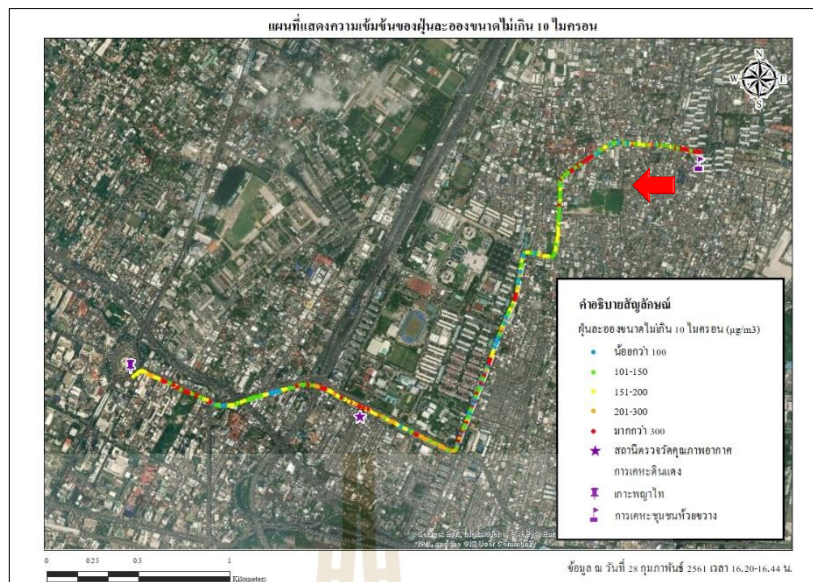 แผนที่แสดงความเข้มข้นของฝุ่นละอองขนาดไม่เกิน 10 ไมครอน
N
W E
S
คำอธิบายสัญลักษณ์
ฝุ่นละอองขนาดไม่เกิน 10 ไมครอน (µg/m3)
น้อยกว่า 100
101-150
151-200
201-300
มากกว่า 300
สถานีตรวจวัดคุณภาพอากาศ
การเคหะดินแดง
เกาะพญาไท
การเคหะชุมชนห้วยขวาง
0 0.25 0.5 1
Kilometers
ข้อมูล ณ วันที่ 28 กุมภาพันธ์ 2561 เวลา 16.20-16.44 น.